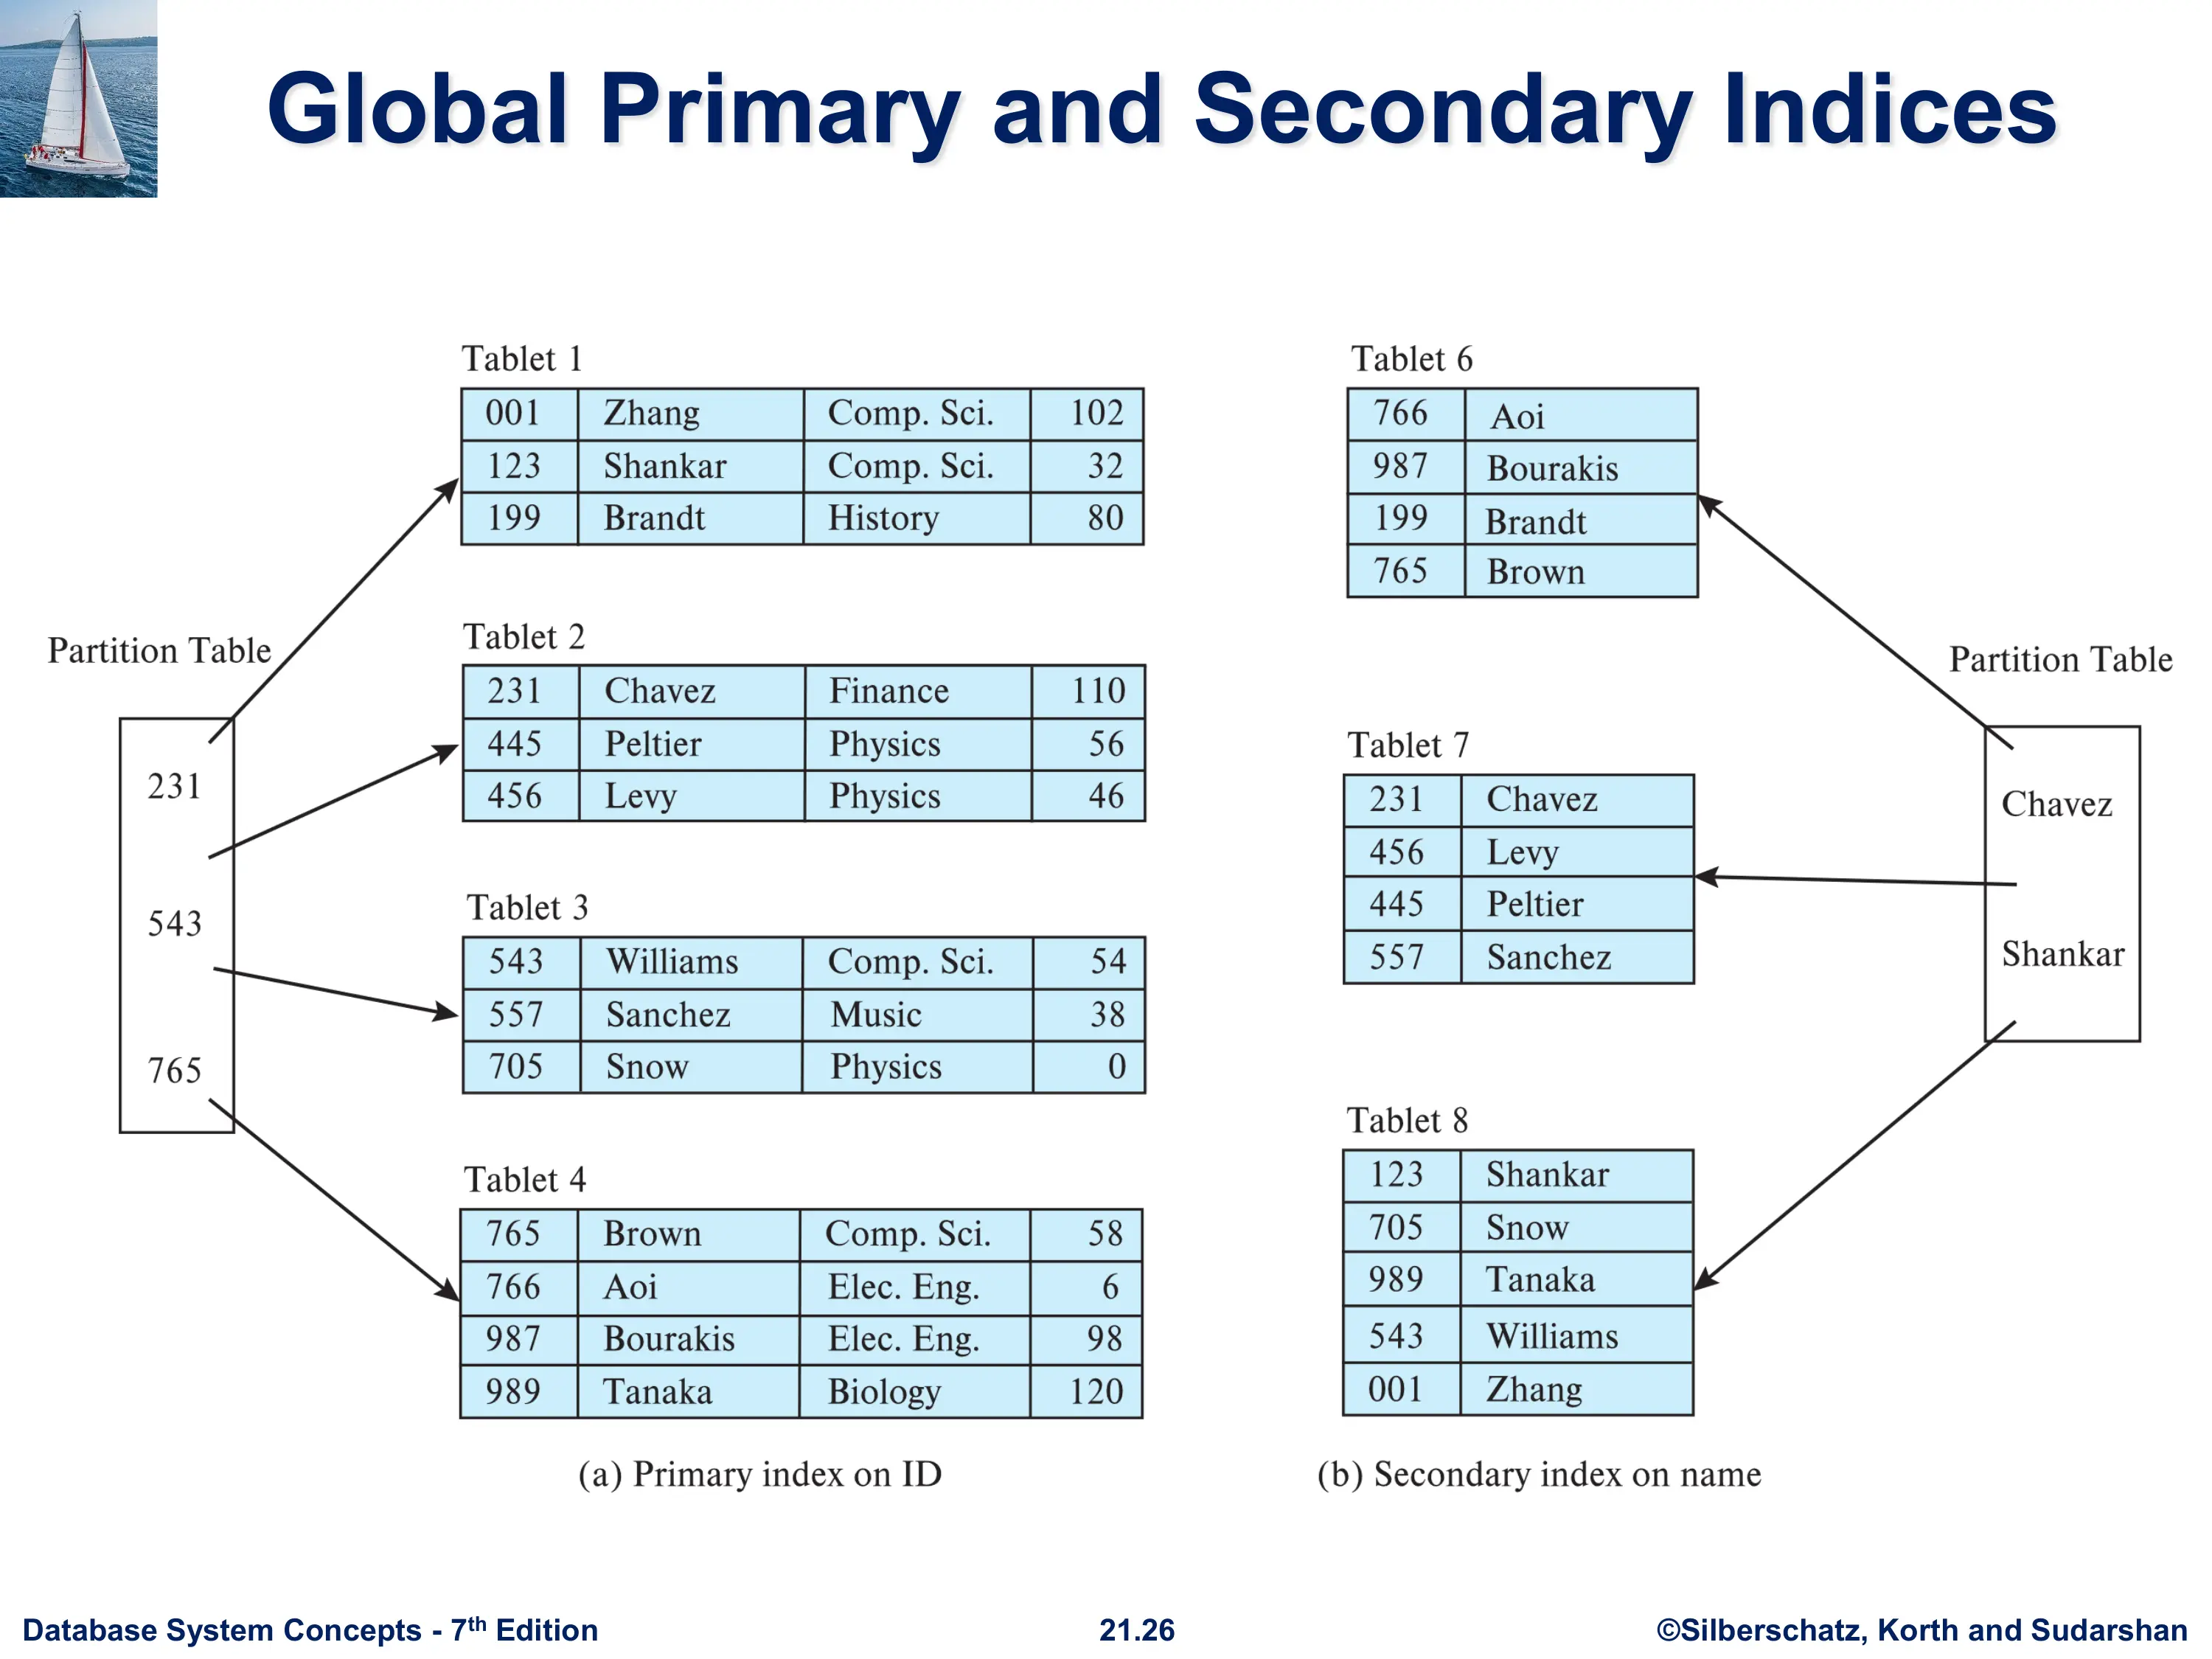 Global Primary and Secondary Indices
Partition Table
231
543
765
Tablet 1
001 Zhang Comp. Sci. 102
123 Shankar Comp. Sci. 32
199 Brandt History 80
Tablet 2
231 Chavez Finance 110
445 Peltier Physics 56
456 Levy Physics 46
Tablet 3
543 Williams Comp. Sci. 54
557 Sanchez Music 38
705 Snow Physics 0
Tablet 4
765 Brown Comp. Sci. 58
766 Aoi Elec. Eng. 6
987 Bourakis Elec. Eng. 98
989 Tanaka Biology 120
(a) Primary index on ID
Tablet 6
766 Aoi
987 Bourakis
199 Brandt
765 Brown
Tablet 7
231 Chavez
456 Levy
445 Peltier
557 Sanchez
Tablet 8
123 Shankar
705 Snow
989 Tanaka
543 Williams
001 Zhang
Partition Table
Chavez
Shankar
(b) Secondary index on name
Database System Concepts - 7th Edition
21.26
©Silberschatz, Korth and Sudarshan